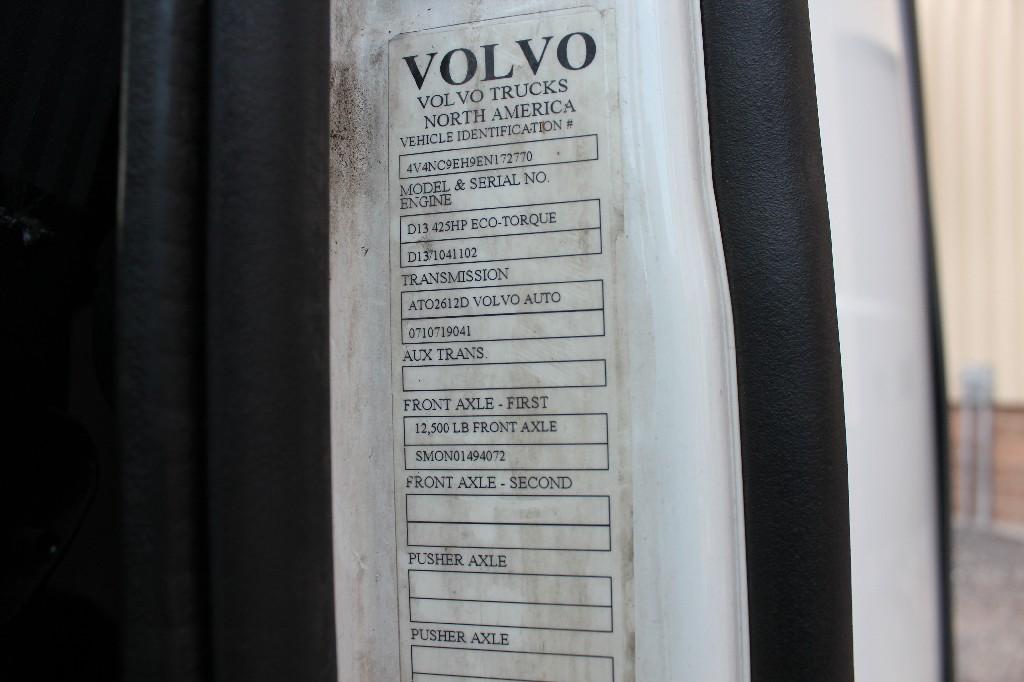 VOLVO
VOLVO TRUCKS
NORTH AMERICA
VEHICLE IDENTIFICATION #
4V4NC9EH9EN172770
MODEL & SERIAL NO.
ENGINE
D13 425HP ECO-TORQUE
D13/1041102
TRANSMISSION
ATO2612D VOLVO AUTO
0710719041
AUX TRANS.
FRONT AXLE - FIRST
12,500 LB FRONT AXLE
SMON01494072
FRONT AXLE - SECOND
PUSHER AXLE
PUSHER AXLE